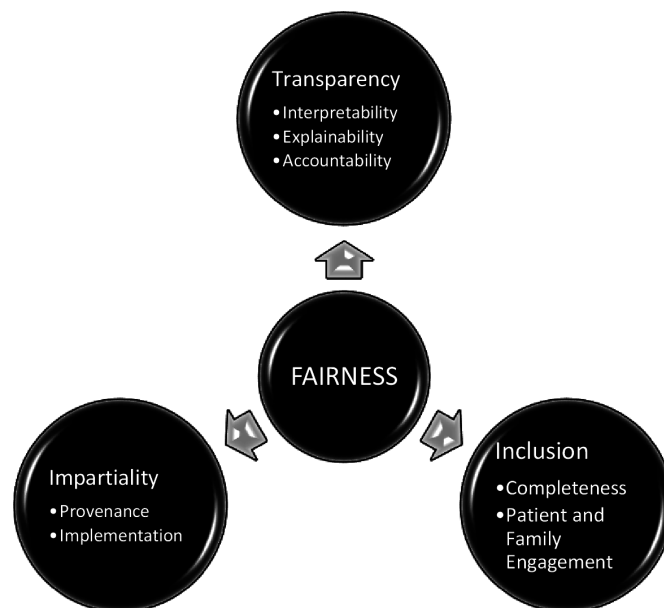 Transparency
•Interpretability
•Explainability
•Accountability
FAIRNESS
Impartiality
•Provenance
•Implementation
Inclusion
•Completeness
•Patient and
Family
Engagement